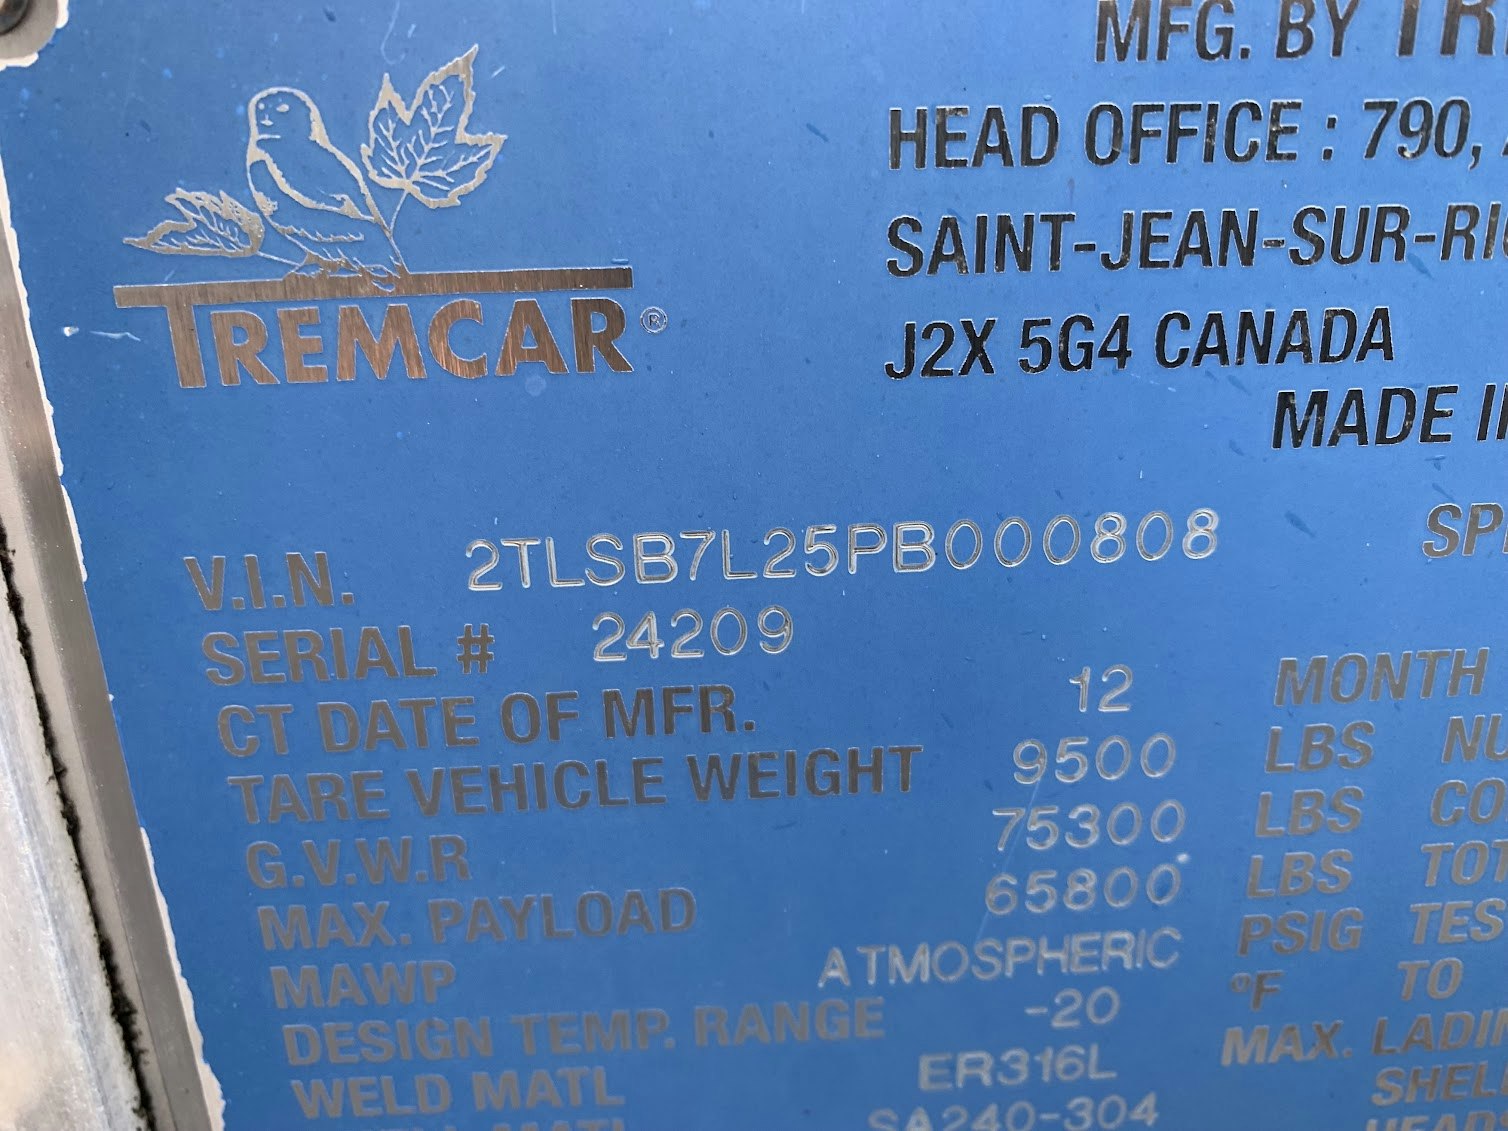 MFG. BY
HEAD OFFICE : 790,
SAINT-JEAN-SUR-RI
J2X 5G4 CANADA
MADE
TREMCAR®
V.I.N. 2TLSB7L25PB000808
SERIAL # 24209
CT DATE OF MFR. 12 MONTH
TARE VEHICLE WEIGHT 9500 LBS
G.V.W.R 75300 LBS
MAX. PAYLOAD 65800 LBS
MAWP ATMOSPHERIC PSIG
DESIGN TEMP. RANGE -20 °F TO
WELD MATL ER316L MAX.
SA240-304